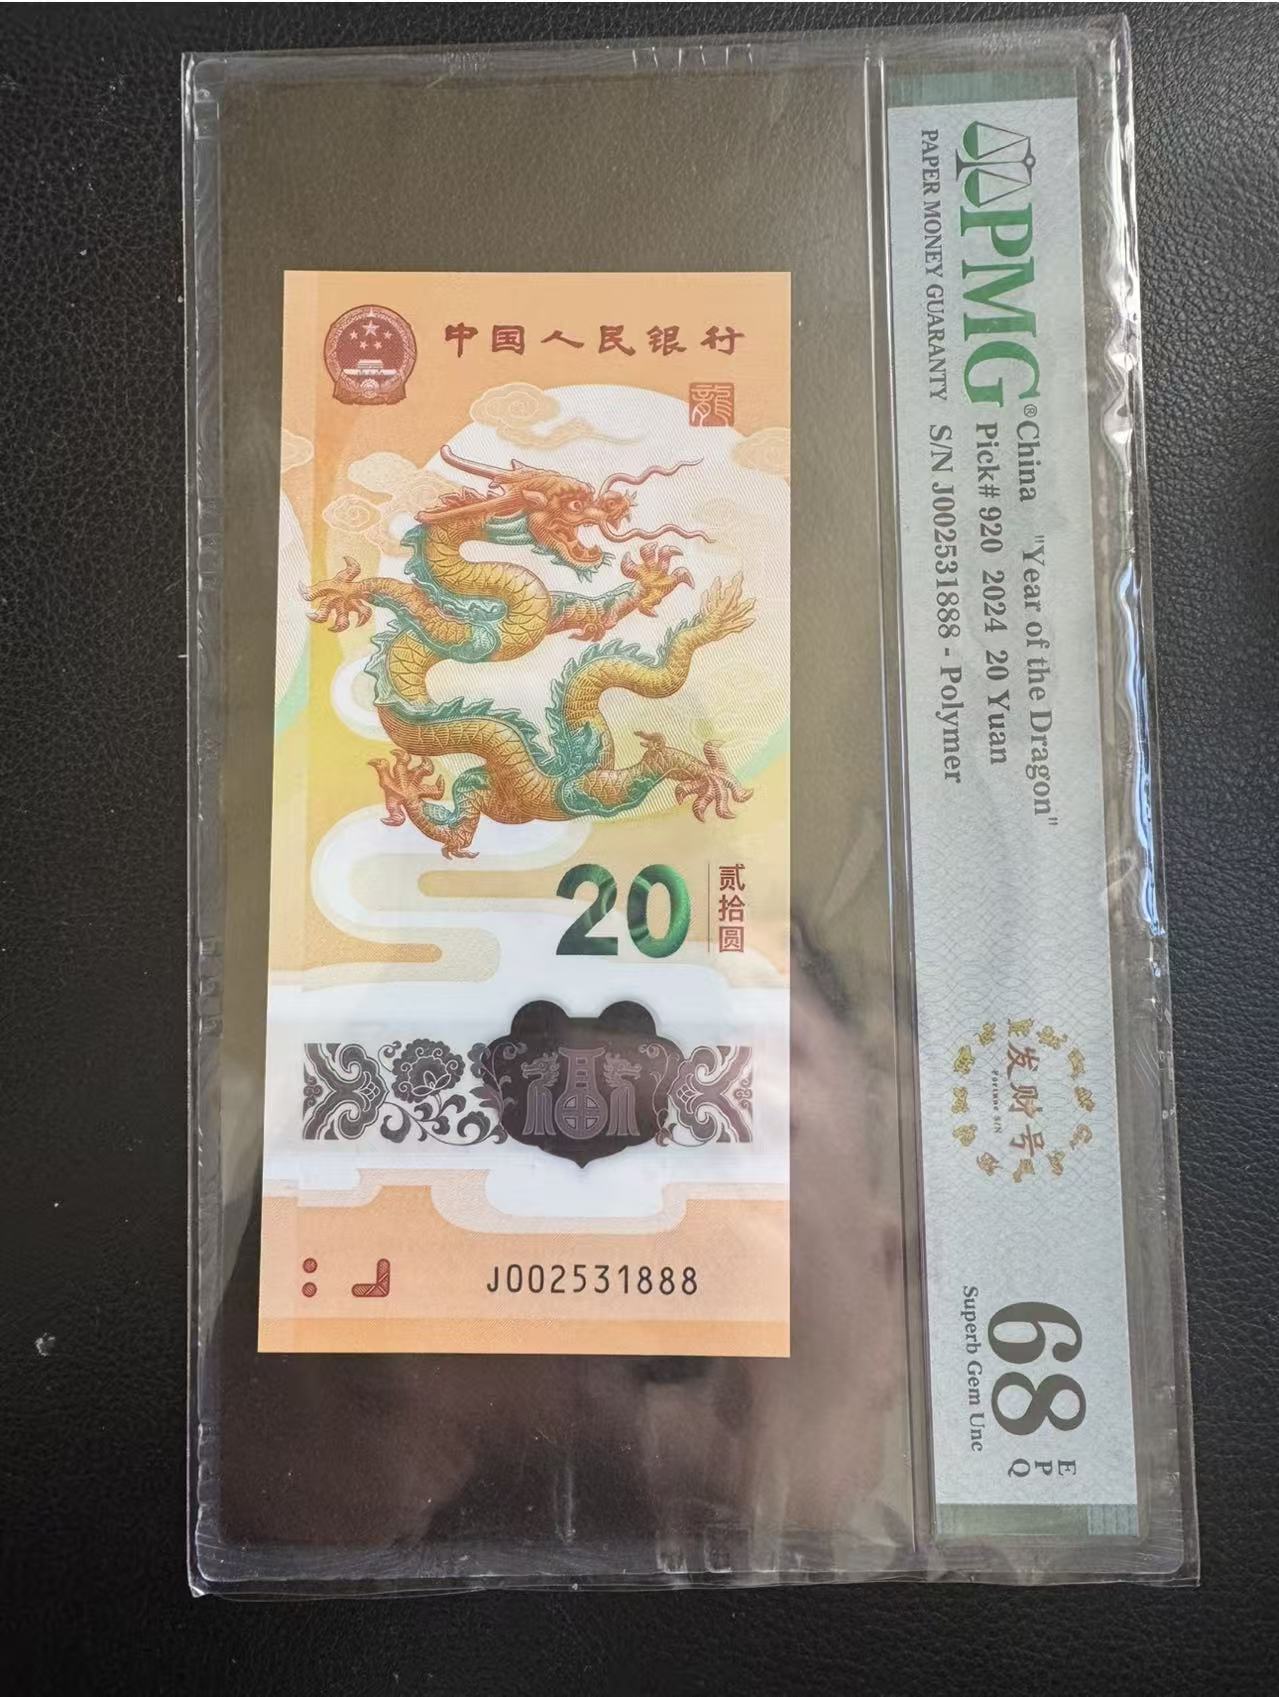 中国人民银行
龍
20
贰拾圆
福
J002531888
PMG®
PAPER MONEY GUARANTY
China "Year of the Dragon"
Pick# 920 2024 20 Yuan
S/N J002531888 - Polymer
发财号
Fortune S/N
68
EPQ
Superb Gem Unc